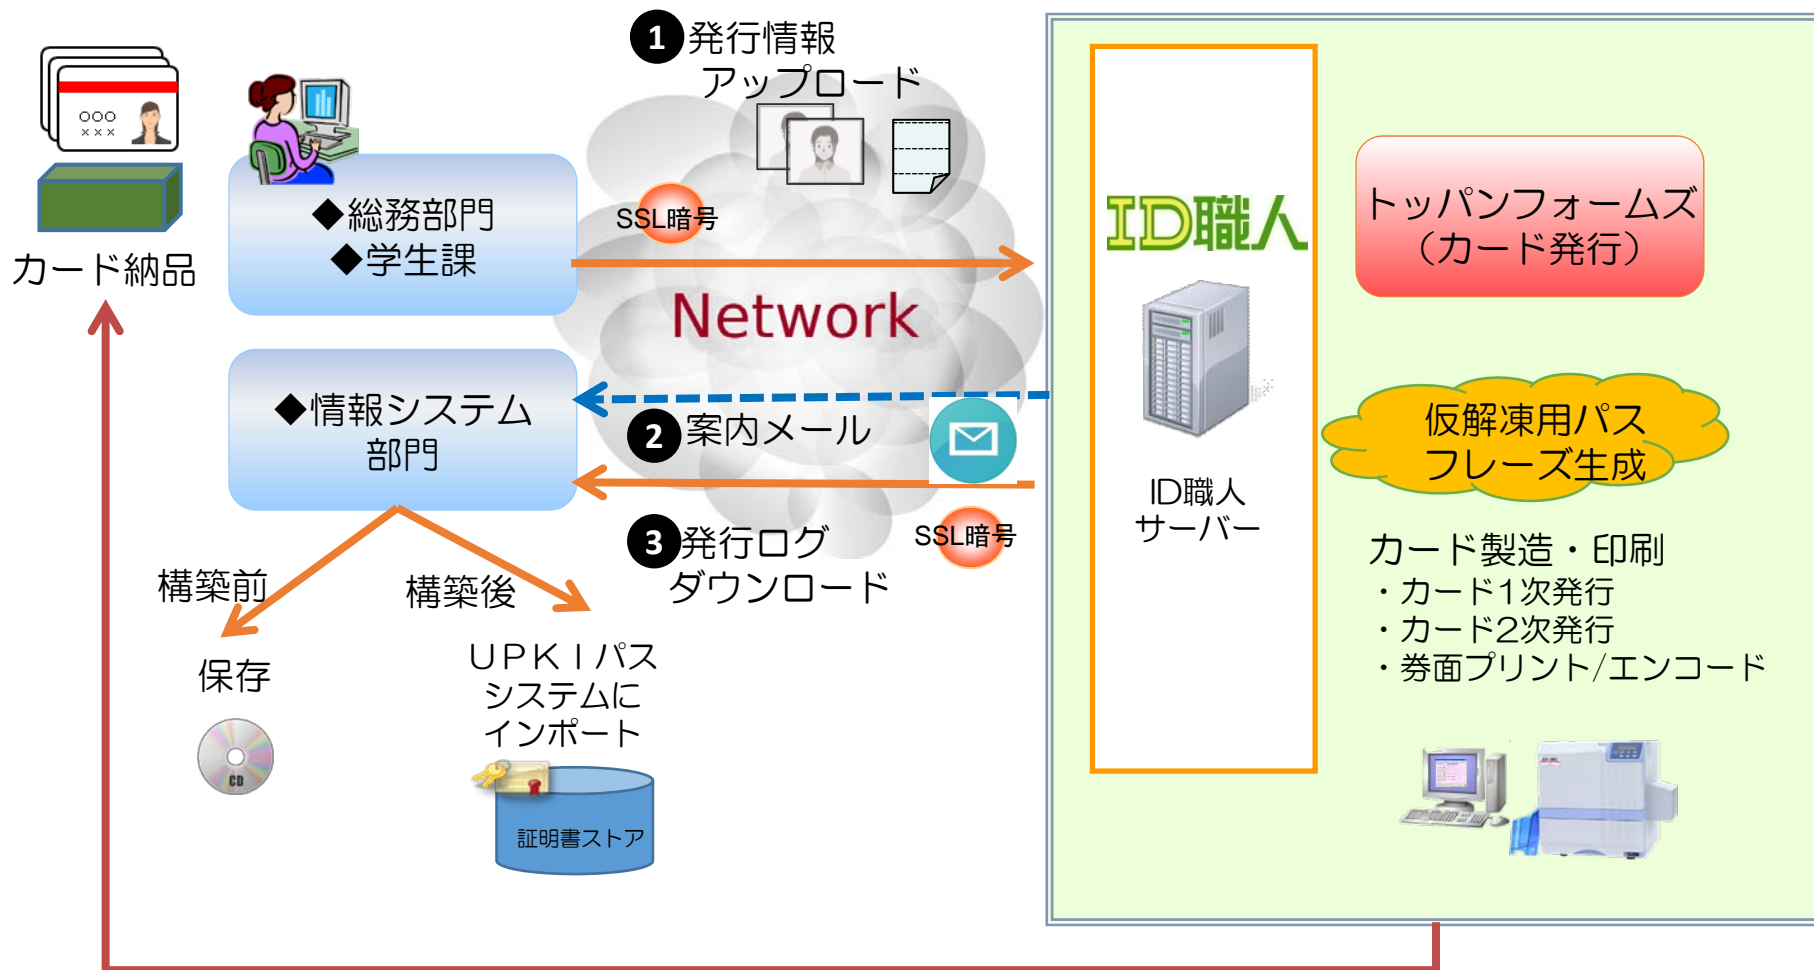 ❶発行情報
アップロード
○○○
×××
カード納品
◆総務部門
◆学生課
SSL暗号
Network
ID職人
トッパンフォームズ
（カード発行）
◆情報システム
部門
❷案内メール
仮解凍用パス
フレーズ生成
ID職人
サーバー
❸発行ログ
ダウンロード
SSL暗号
カード製造・印刷
・カード1次発行
・カード2次発行
・券面プリント/エンコード
構築前
構築後
保存
CD
ＵＰＫＩパス
システムに
インポート
証明書ストア